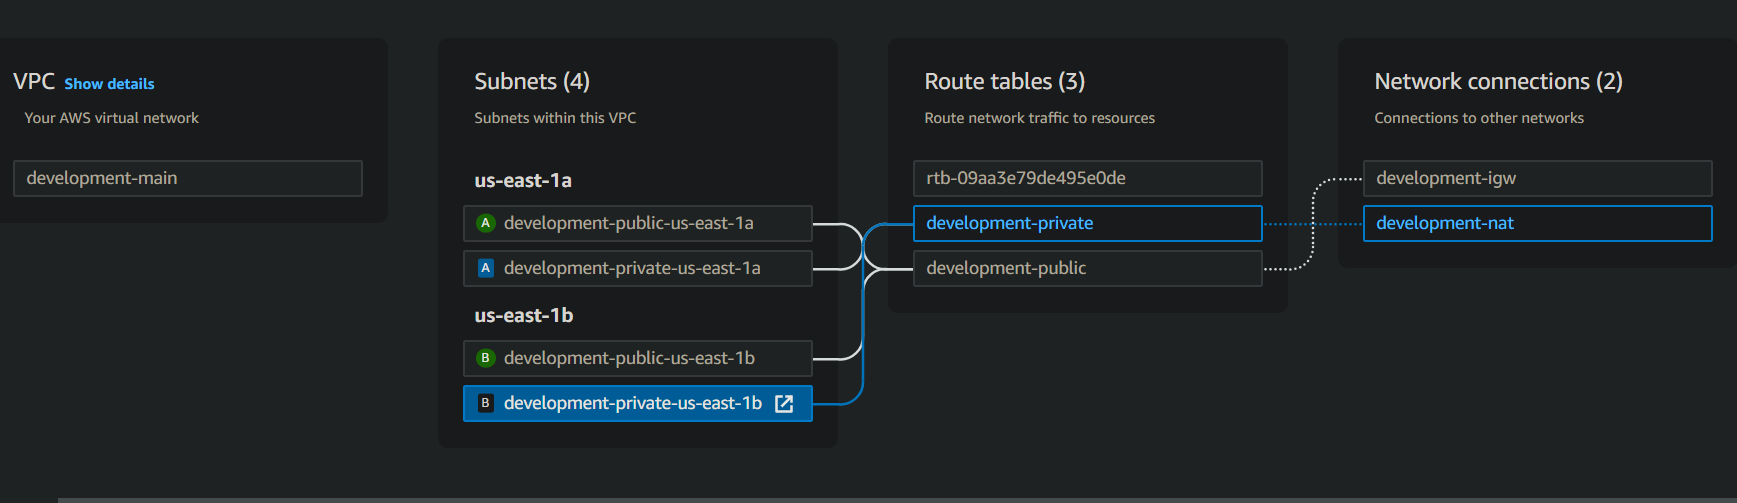 VPC Show details
Your AWS virtual network
development-main
Subnets (4)
Subnets within this VPC
us-east-1a
A development-public-us-east-1a
A development-private-us-east-1a
us-east-1b
B development-public-us-east-1b
B development-private-us-east-1b
Route tables (3)
Route network traffic to resources
rtb-09aa3e79de495e0de
development-private
development-public
Network connections (2)
Connections to other networks
development-igw
development-nat